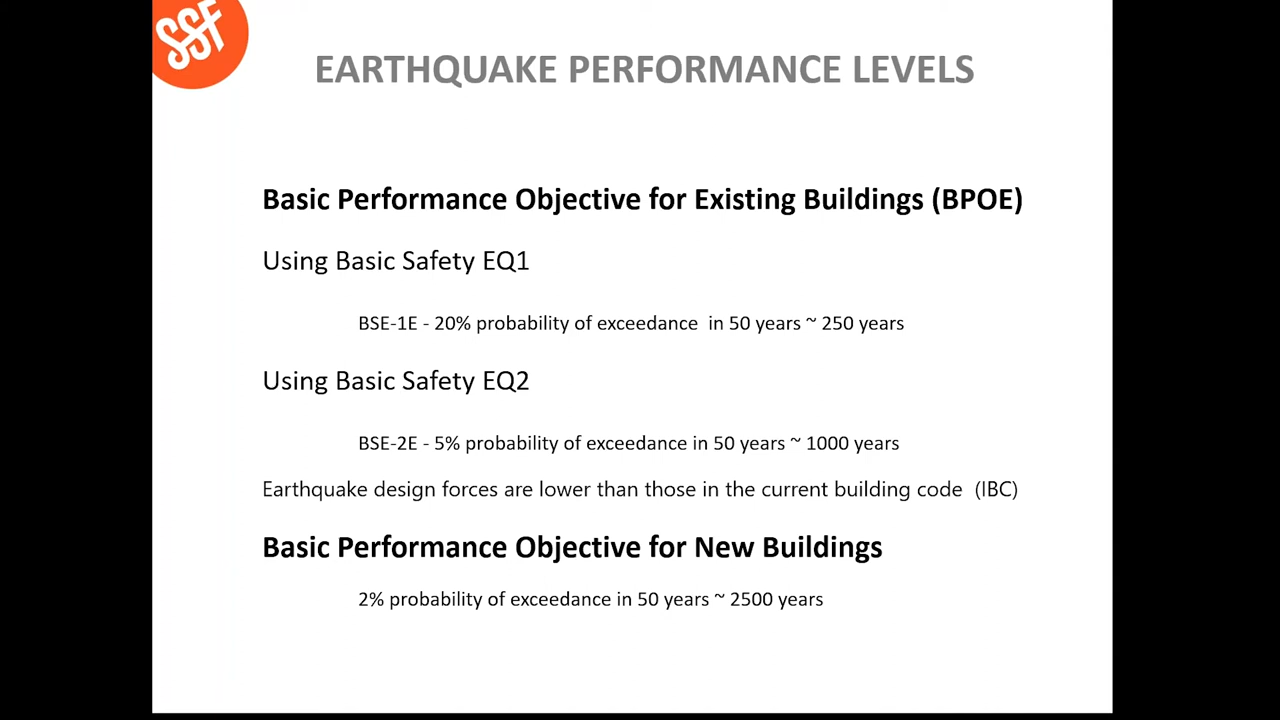 SSF
EARTHQUAKE PERFORMANCE LEVELS
Basic Performance Objective for Existing Buildings (BPOE)
Using Basic Safety EQ1
BSE-1E - 20% probability of exceedance  in 50 years ~ 250 years
Using Basic Safety EQ2
BSE-2E - 5% probability of exceedance in 50 years ~ 1000 years
Earthquake design forces are lower than those in the current building code  (IBC)
Basic Performance Objective for New Buildings
2% probability of exceedance in 50 years ~ 2500 years